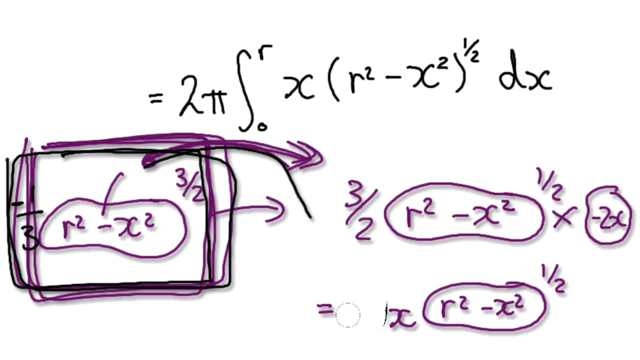 = 2π ∫₀ʳ x (r² − x²)^½ dx
−1/3 (r² − x²)^3/2
3/2 (r² − x²)^1/2 × (−2x)
= x (r² − x²)^1/2